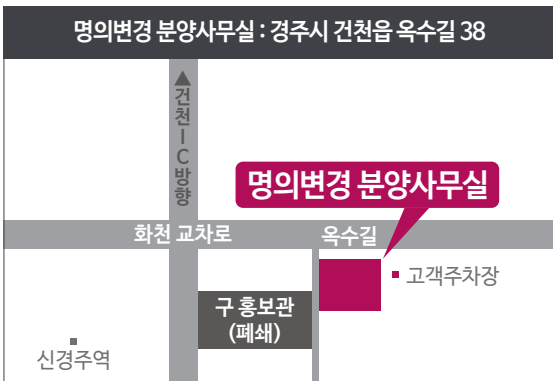 명의변경 분양사무실 : 경주시 건천읍 옥수길 38
▲건천IC방향
명의변경 분양사무실
화천 교차로
옥수길
고객주차장
구 홍보관
(폐쇄)
신경주역